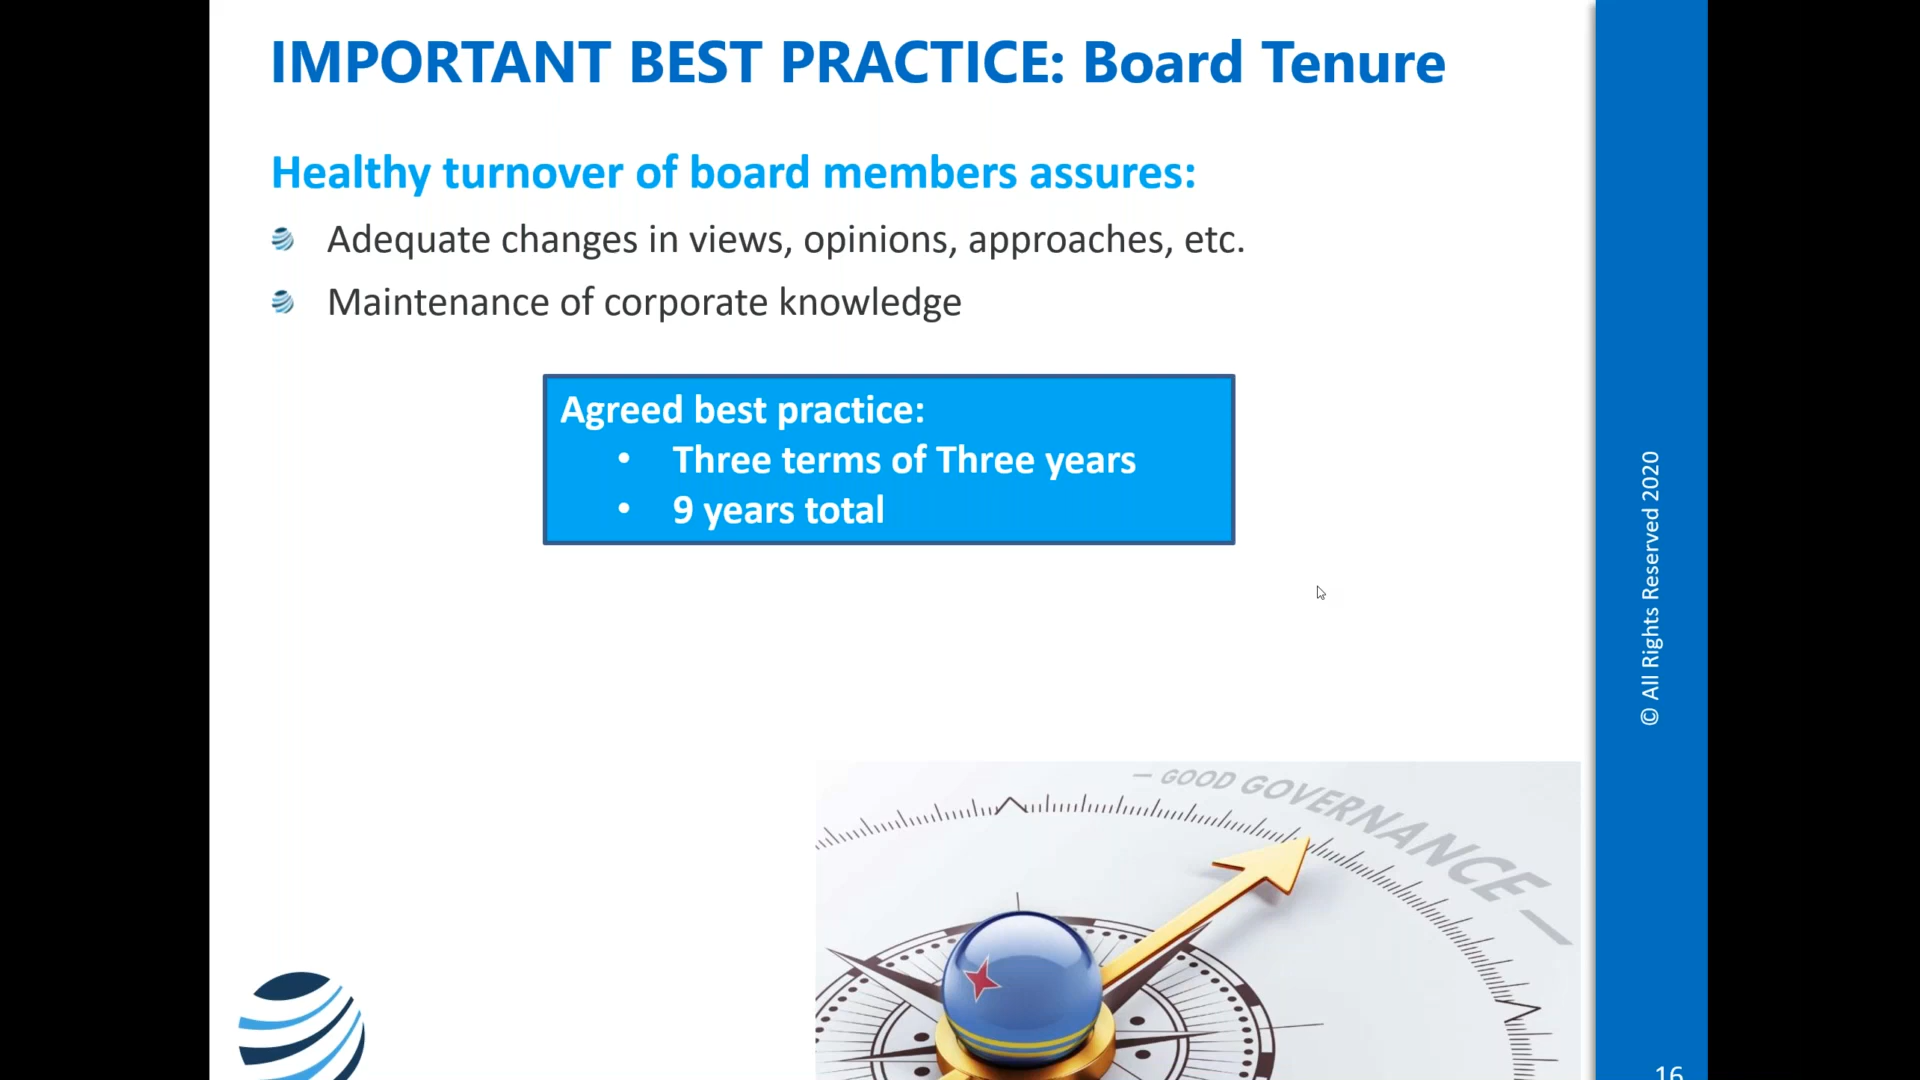 IMPORTANT BEST PRACTICE: Board Tenure
Healthy turnover of board members assures:
Adequate changes in views, opinions, approaches, etc.
Maintenance of corporate knowledge
Agreed best practice:
• Three terms of Three years
• 9 years total
© All Rights Reserved 2020
— GOOD GOVERNANCE —
16